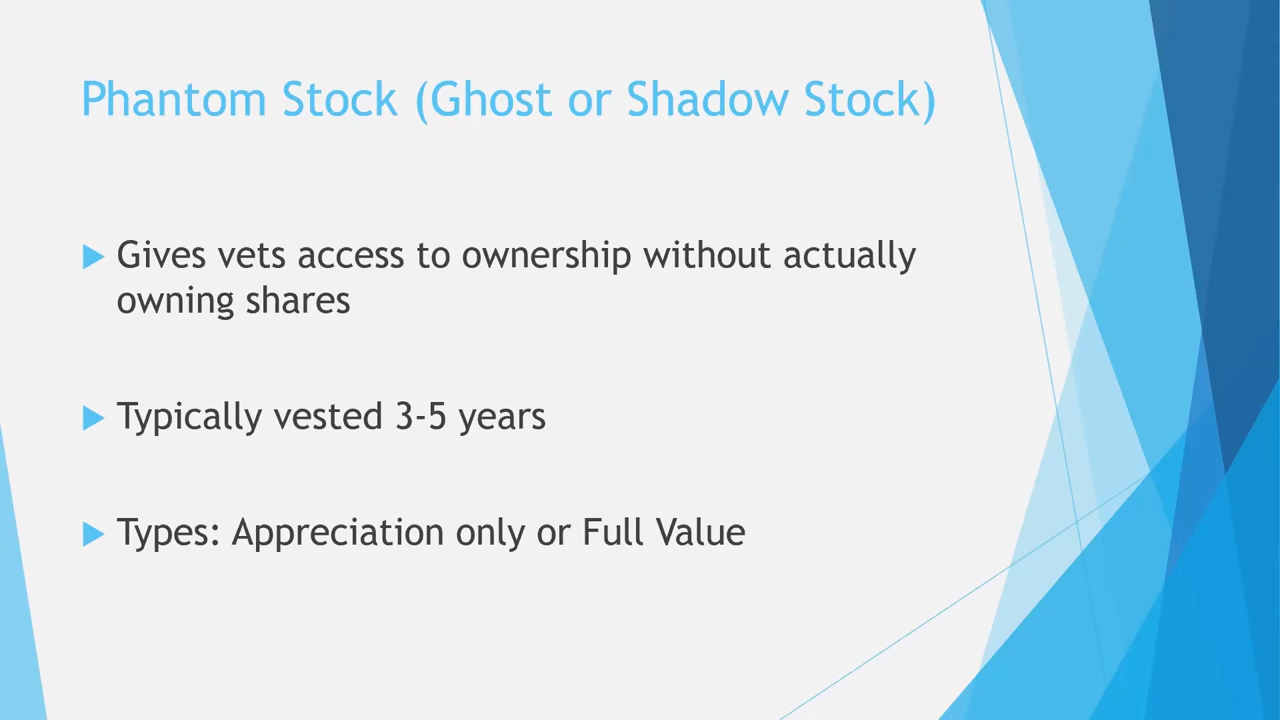 Phantom Stock (Ghost or Shadow Stock)
Gives vets access to ownership without actually
owning shares
Typically vested 3-5 years
Types: Appreciation only or Full Value